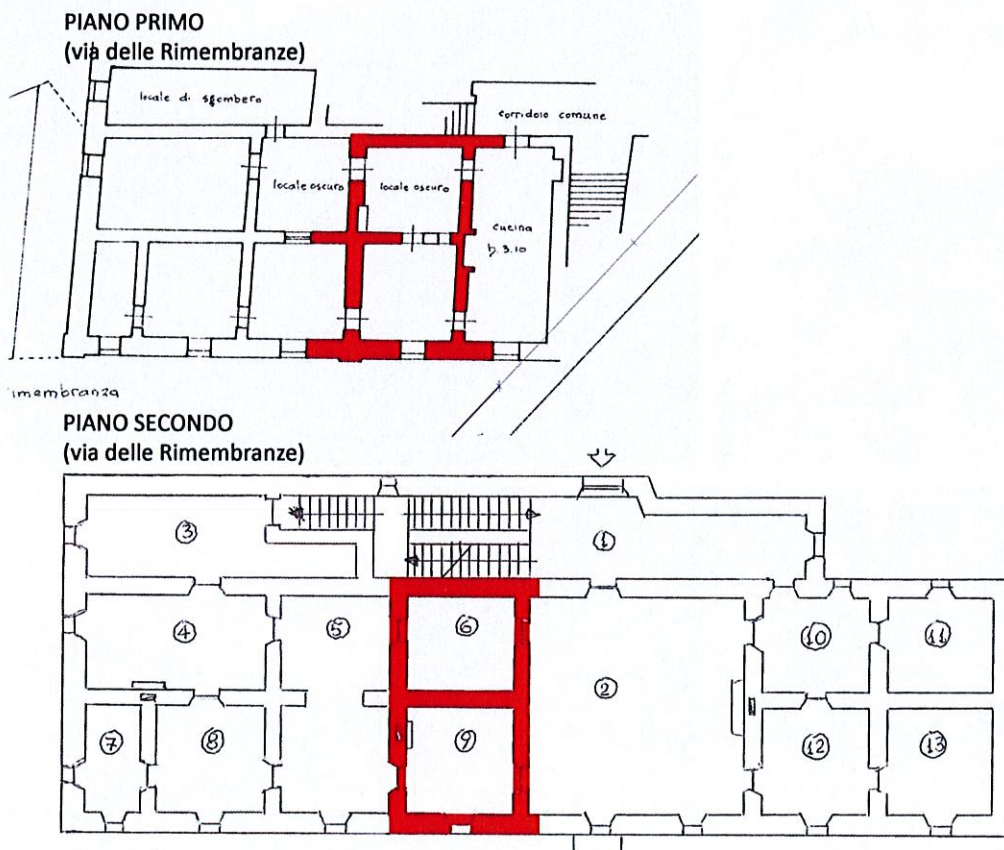 PIANO PRIMO
(via delle Rimembranze)
locale di sgombero
corridoio comune
locale oscuro
locale oscuro
cucina
h. 3.10
imembranza
PIANO SECONDO
(via delle Rimembranze)
3
1
4
5
6
10
11
2
7
8
9
12
13